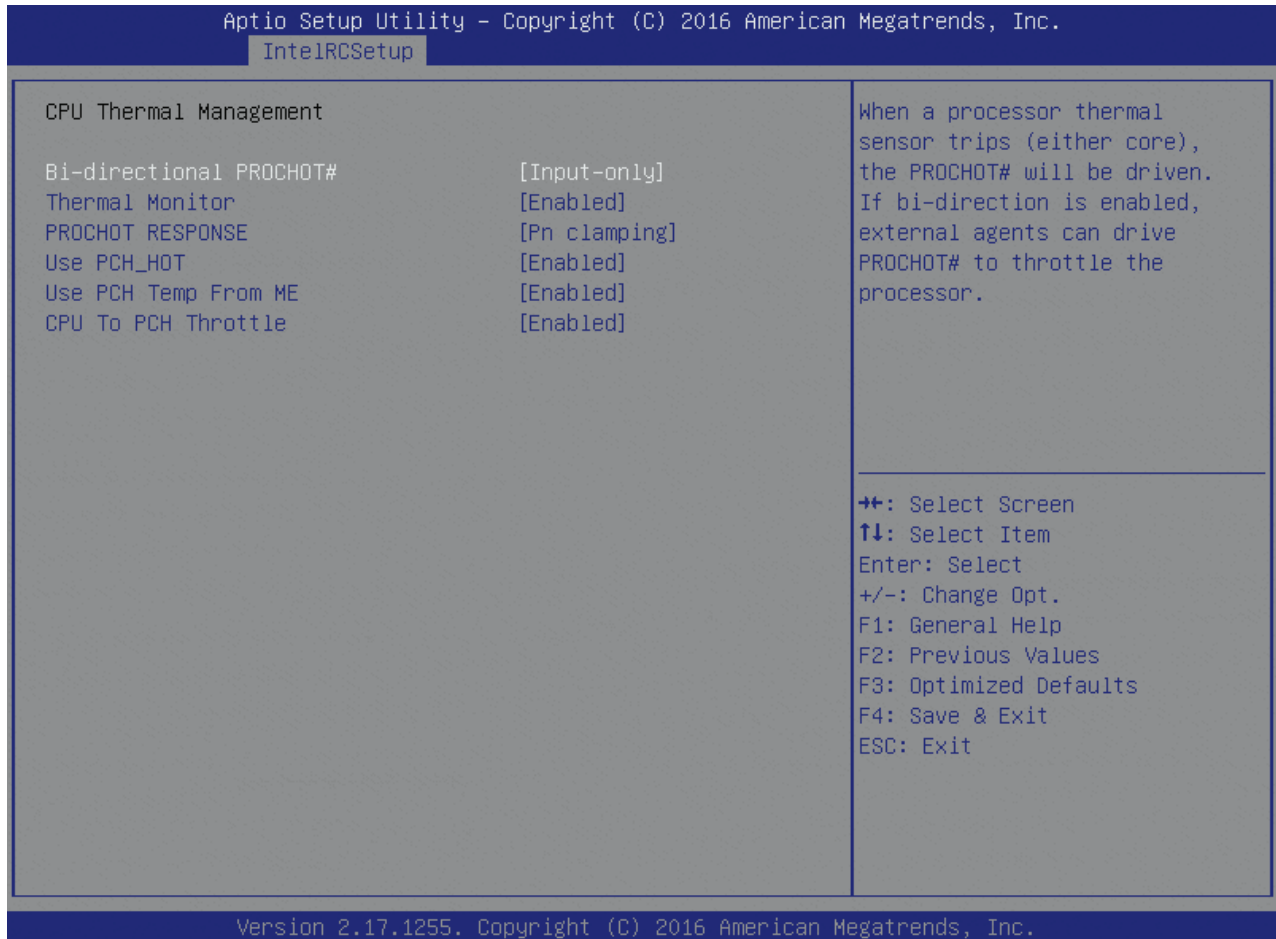 Aptio Setup Utility – Copyright (C) 2016 American Megatrends, Inc.
IntelRCSetup
CPU Thermal Management
Bi-directional PROCHOT# [Input-only]
Thermal Monitor [Enabled]
PROCHOT RESPONSE [Pn clamping]
Use PCH_HOT [Enabled]
Use PCH Temp From ME [Enabled]
CPU To PCH Throttle [Enabled]
When a processor thermal
sensor trips (either core),
the PROCHOT# will be driven.
If bi-direction is enabled,
external agents can drive
PROCHOT# to throttle the
processor.
→←: Select Screen
↑↓: Select Item
Enter: Select
+/-: Change Opt.
F1: General Help
F2: Previous Values
F3: Optimized Defaults
F4: Save & Exit
ESC: Exit
Version 2.17.1255. Copyright (C) 2016 American Megatrends, Inc.